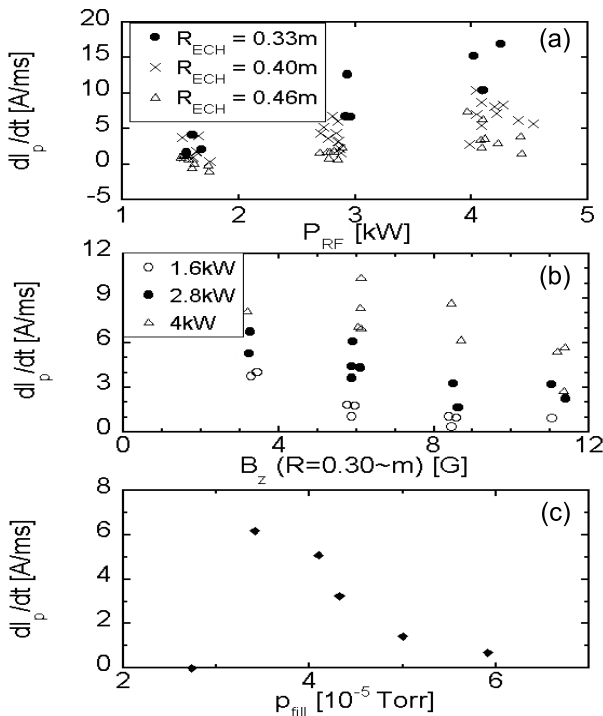 20
15
10
5
0
-5
dI_p/dt [A/ms]
(a)
R_ECH = 0.33m
R_ECH = 0.40m
R_ECH = 0.46m
1 2 3 4 5
P_RF [kW]
12
9
6
3
0
dI_p/dt [A/ms]
(b)
1.6kW
2.8kW
4kW
0 4 8 12
B_z (R=0.30~m) [G]
8
6
4
2
0
dI_p/dt [A/ms]
(c)
2 4 6
p_fill [10^-5 Torr]